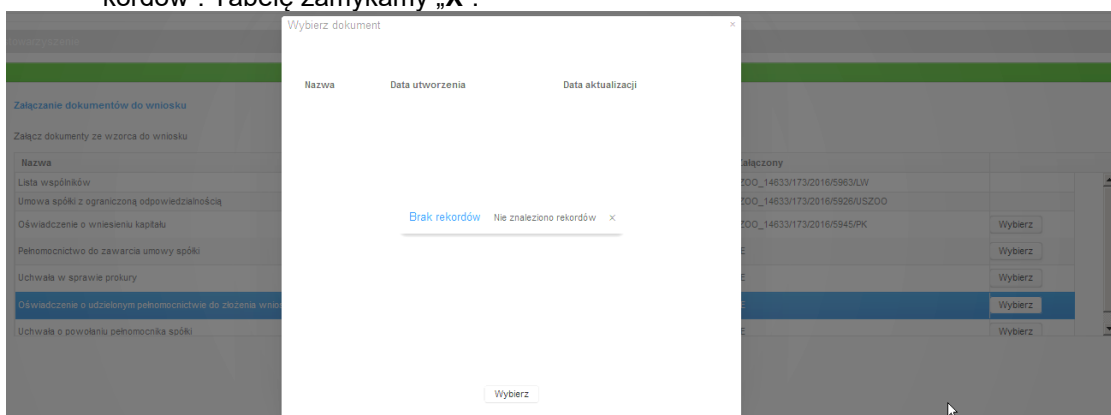 kordów”. Tabelę zamykamy „X”.
Wybierz dokument ×
Nazwa Data utworzenia Data aktualizacji
Załączanie dokumentów do wniosku
Załącz dokumenty ze wzorca do wniosku
Nazwa ałączony
Lista wspólników ZOO_14633/173/2016/5963/LW
Umowa spółki z ograniczoną odpowiedzialnością ZOO_14633/173/2016/5926/USZOO
Oświadczenie o wniesieniu kapitału ZOO_14633/173/2016/5945/PK Wybierz
Brak rekordów Nie znaleziono rekordów ×
Pełnomocnictwo do zawarcia umowy spółki E Wybierz
Uchwała w sprawie prokury E Wybierz
Oświadczenie o udzielonym pełnomocnictwie do złożenia wnios E Wybierz
Uchwała o powołaniu pełnomocnika spółki E Wybierz
Wybierz